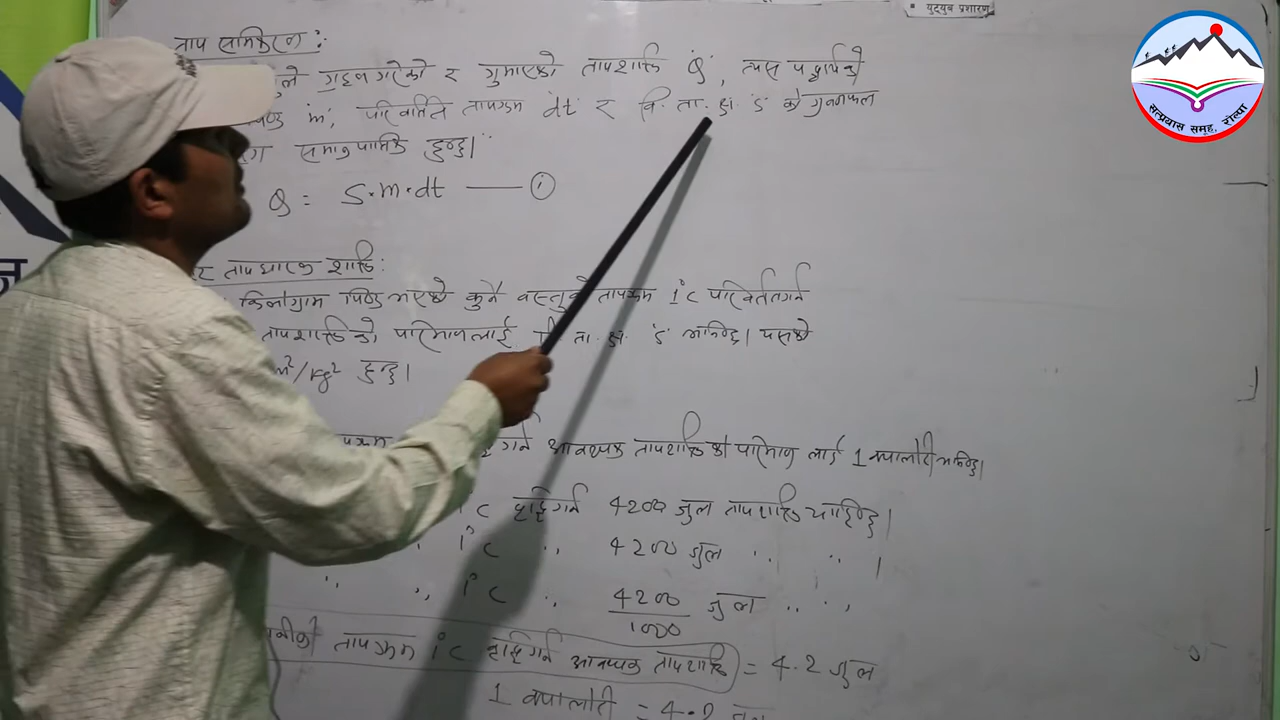 युट्युब प्रशारण
ताप समिकरण :-
ले ग्रहन गरेको र गुमाएको तापशक्ति Q, त्यस पदार्थको
m, परिवर्तित तापक्रम dt र वि. ता. क्षा. S को गुणनफल
समानुपातिक हुन्छ।
Q = S.m.dt —— ①
तापधारक शक्ति :
किलोग्राम पिण्ड भएको कुनै वस्तुको तापक्रम 1°C परिवर्तन गर्न
तापशक्तिको परिमाणलाई ता. क्षा. S भनिन्छ। यसको
m²/kg² हुन्छ।
गर्न आवश्यक तापशक्तिको परिमाण लाई 1 क्यालोरी भनिन्छ।
C वृद्धि गर्न 4200 जुल तापशक्ति चाहिन्छ।
1°C ,, 4200 जुल ,, ,, ।
,, ,, 1°C ,, 4200/1000 जुल ,, ,,
तापक्रम 1°C वृद्धि गर्न आवश्यक तापशक्ति = 4.2 जुल
1 क्यालोरी = 4.2
सत्प्रयास समूह, रोल्पा